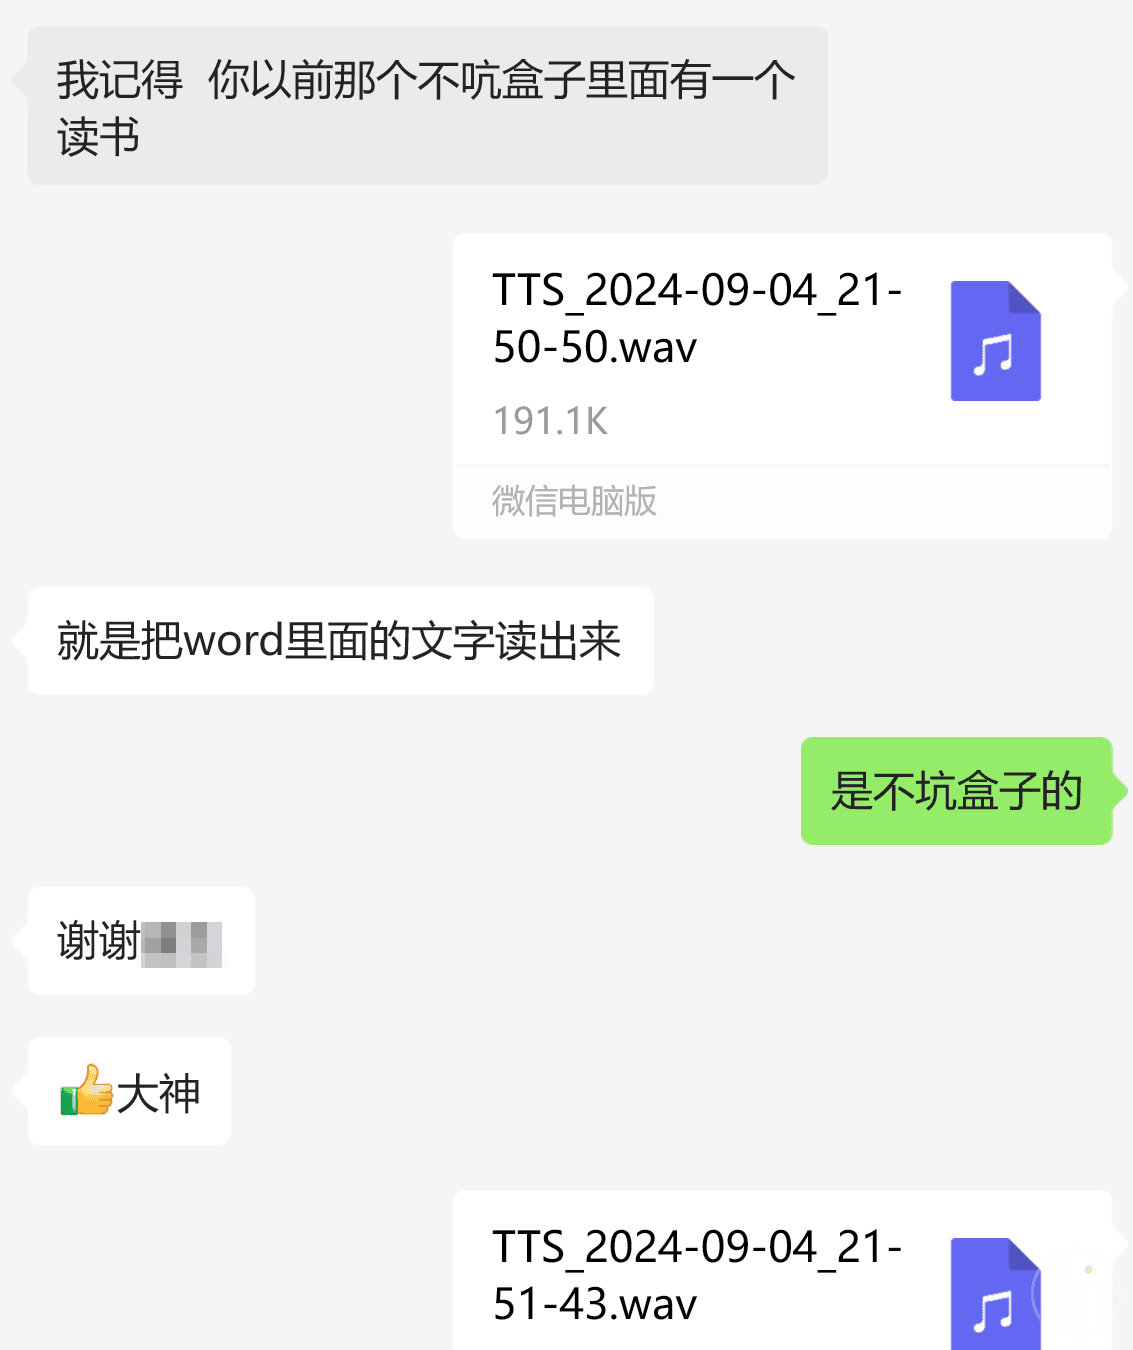 我记得 你以前那个不吭盒子里面有一个
读书
TTS_2024-09-04_21-
50-50.wav
191.1K
微信电脑版
就是把word里面的文字读出来
是不坑盒子的
谢谢
👍大神
TTS_2024-09-04_21-
51-43.wav